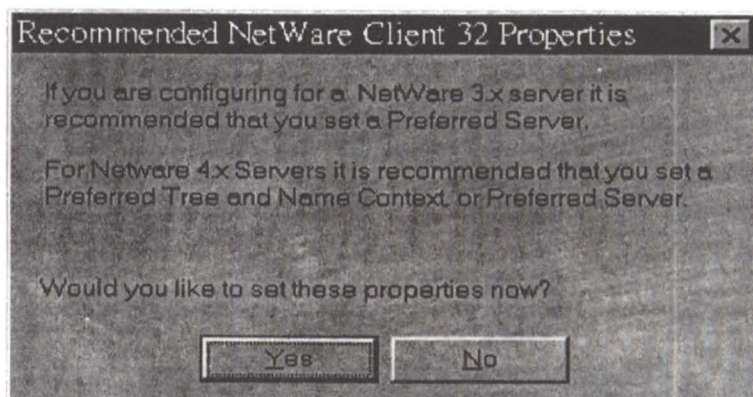 Recommended NetWare Client 32 Properties
If you are configuring for a NetWare 3.x server it is
recommended that you set a Preferred Server.
For Netware 4.x Servers it is recommended that you set a
Preferred Tree and Name Context, or Preferred Server.
Would you like to set these properties now?
Yes No